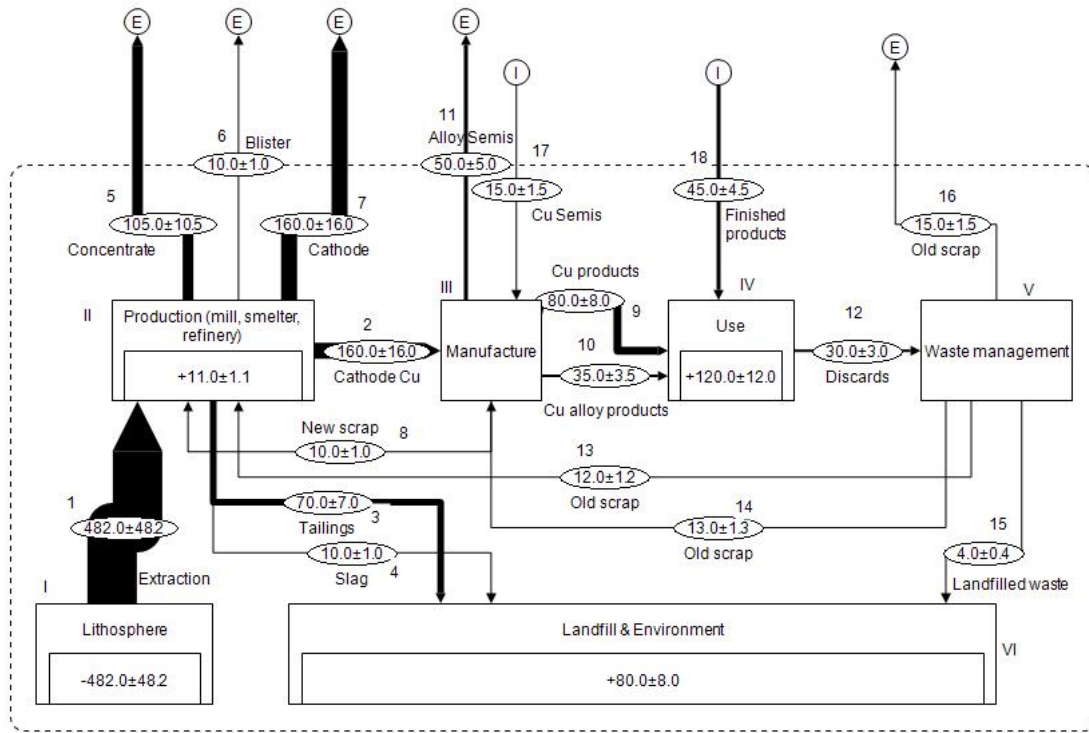 E
E
E
E
E
I
I
11
6
Alloy Semis
Blister
50.0±5.0
17
18
10.0±1.0
5
7
15.0±1.5
45.0±4.5
16
105.0±10.5
160.0±16.0
Cu Semis
Finished
products
15.0±1.5
Concentrate
Cathode
Old scrap
Cu products
III
80.0±8.0
IV
V
II
Production (mill, smelter,
refinery)
2
9
Use
12
10
160.0±16.0
Manufacture
30.0±3.0
Waste management
+11.0±1.1
35.0±3.5
+120.0±12.0
Cathode Cu
Discards
Cu alloy products
New scrap
8
10.0±1.0
13
12.0±1.2
Old scrap
1
70.0±7.0
3
14
482.0±48.2
Tailings
13.0±1.3
15
10.0±1.0
Old scrap
4.0±0.4
Slag
4
Extraction
Landfilled waste
I
Lithosphere
Landfill & Environment
VI
-482.0±48.2
+80.0±8.0